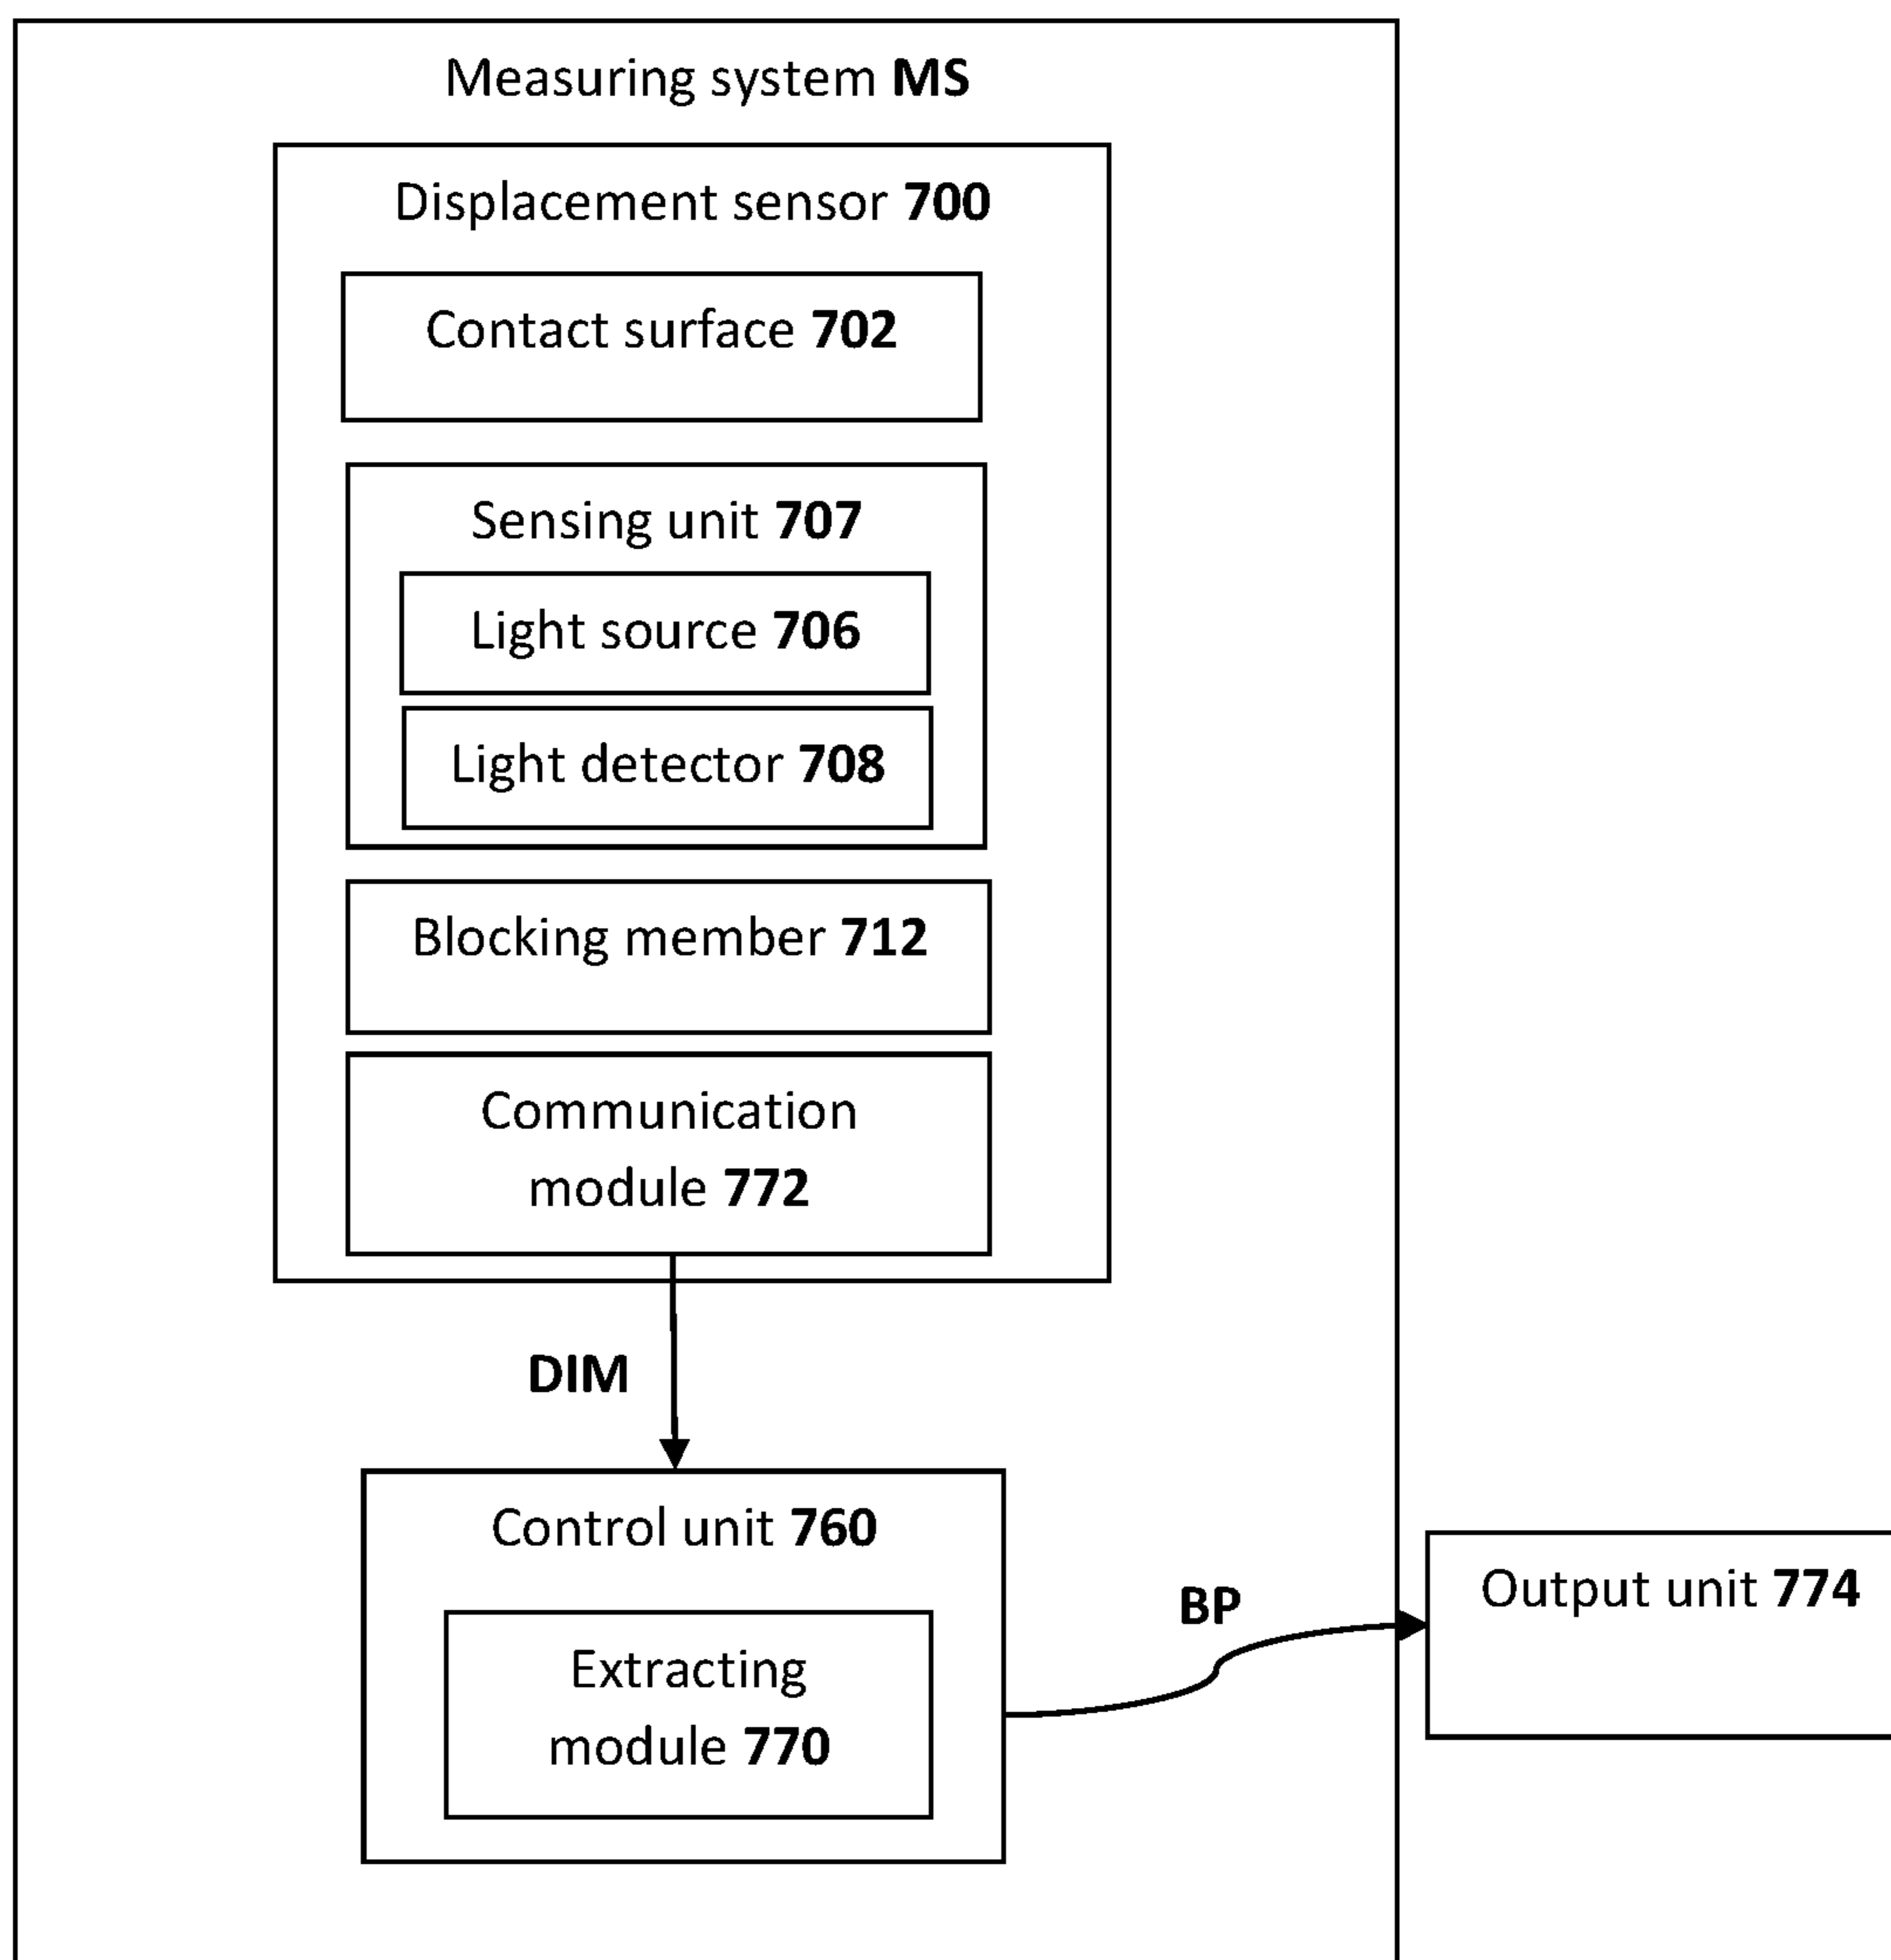 Measuring system MS
Displacement sensor 700
Contact surface 702
Sensing unit 707
Light source 706
Light detector 708
Blocking member 712
Communication
module 772
DIM
Control unit 760
Extracting
module 770
BP
Output unit 774